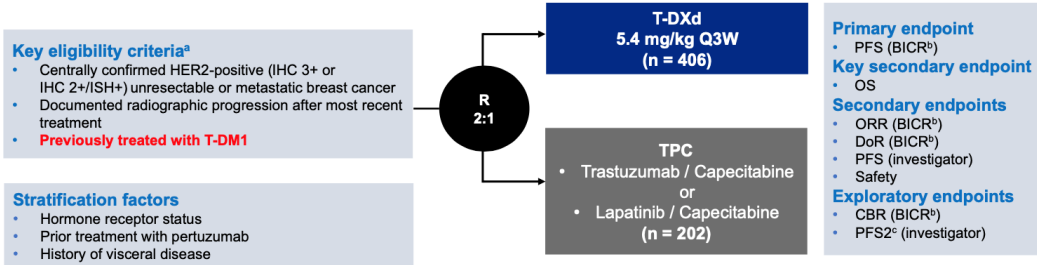 Key eligibility criteriaᵃ
• Centrally confirmed HER2-positive (IHC 3+ or
IHC 2+/ISH+) unresectable or metastatic breast cancer
• Documented radiographic progression after most recent
treatment
• Previously treated with T-DM1
Stratification factors
• Hormone receptor status
• Prior treatment with pertuzumab
• History of visceral disease
R
2:1
T-DXd
5.4 mg/kg Q3W
(n = 406)
TPC
• Trastuzumab / Capecitabine
or
• Lapatinib / Capecitabine
(n = 202)
Primary endpoint
• PFS (BICRᵇ)
Key secondary endpoint
• OS
Secondary endpoints
• ORR (BICRᵇ)
• DoR (BICRᵇ)
• PFS (investigator)
• Safety
Exploratory endpoints
• CBR (BICRᵇ)
• PFS2ᶜ (investigator)